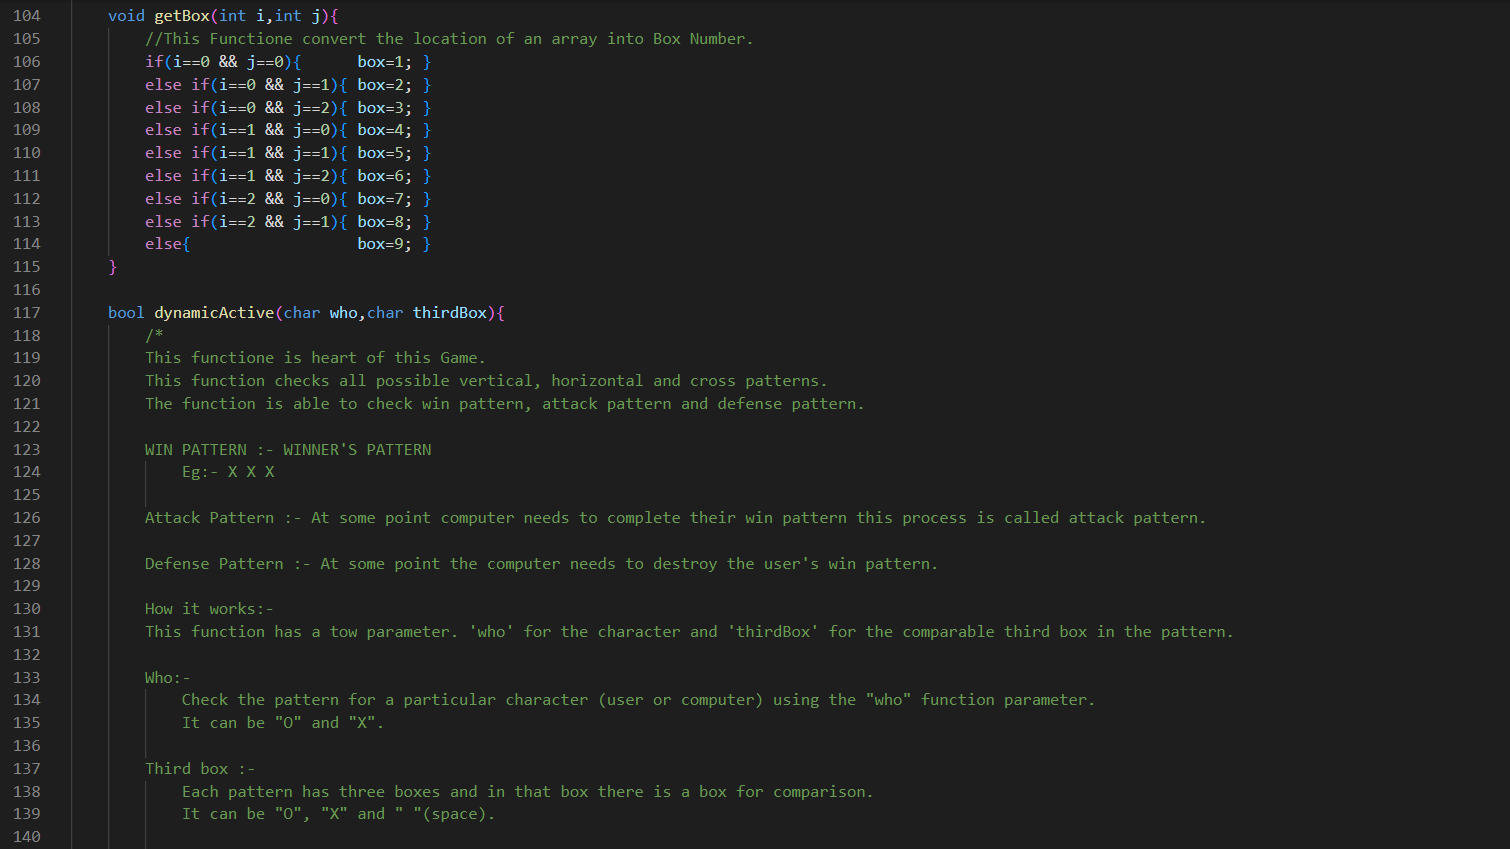 104 void getBox(int i,int j){
105 //This Functione convert the location of an array into Box Number.
106 if(i==0 && j==0){ box=1; }
107 else if(i==0 && j==1){ box=2; }
108 else if(i==0 && j==2){ box=3; }
109 else if(i==1 && j==0){ box=4; }
110 else if(i==1 && j==1){ box=5; }
111 else if(i==1 && j==2){ box=6; }
112 else if(i==2 && j==0){ box=7; }
113 else if(i==2 && j==1){ box=8; }
114 else{ box=9; }
115 }
116
117 bool dynamicActive(char who,char thirdBox){
118 /*
119 This functione is heart of this Game.
120 This function checks all possible vertical, horizontal and cross patterns.
121 The function is able to check win pattern, attack pattern and defense pattern.
122
123 WIN PATTERN :- WINNER'S PATTERN
124 Eg:- X X X
125
126 Attack Pattern :- At some point computer needs to complete their win pattern this process is called attack pattern.
127
128 Defense Pattern :- At some point the computer needs to destroy the user's win pattern.
129
130 How it works:-
131 This function has a tow parameter. 'who' for the character and 'thirdBox' for the comparable third box in the pattern.
132
133 Who:-
134 Check the pattern for a particular character (user or computer) using the "who" function parameter.
135 It can be "O" and "X".
136
137 Third box :-
138 Each pattern has three boxes and in that box there is a box for comparison.
139 It can be "O", "X" and " "(space).
140